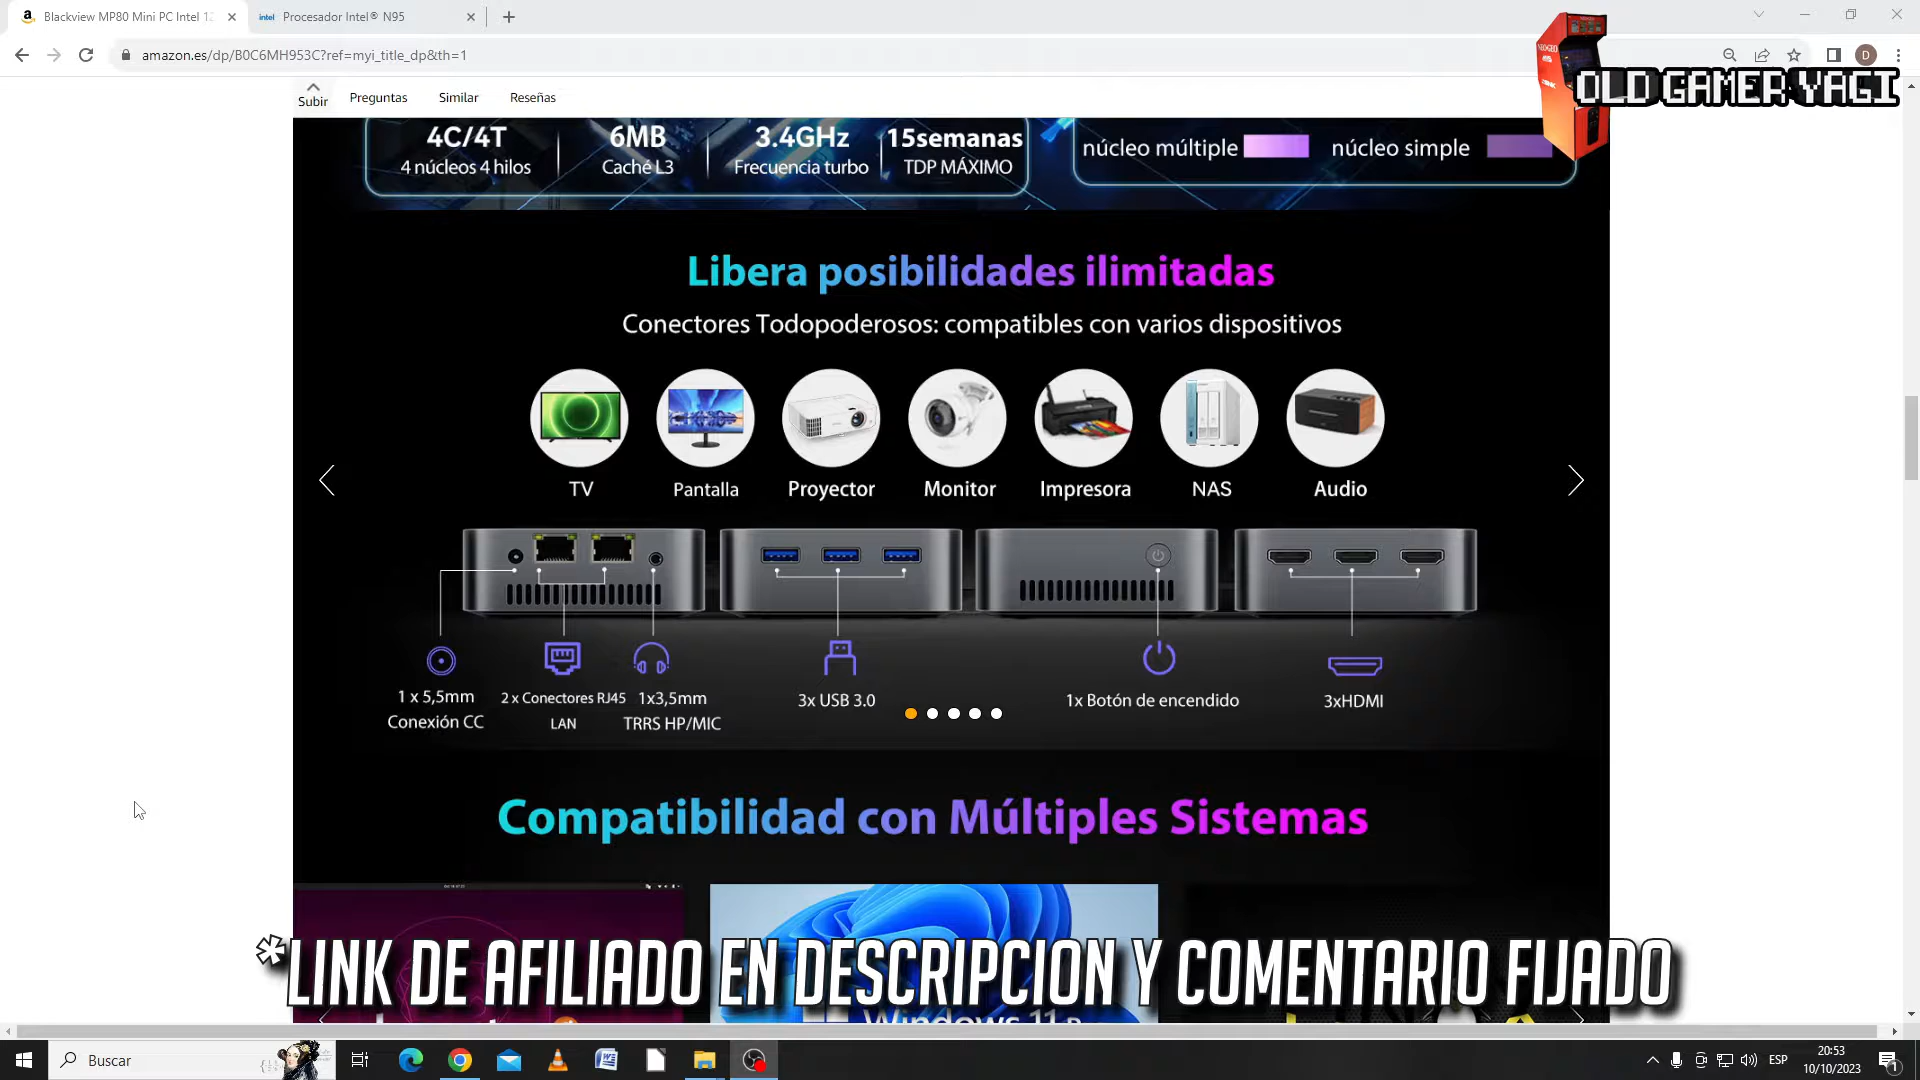 Blackview MP80 Mini PC Intel 12
Procesador Intel® N95
amazon.es/dp/B0C6MH953C?ref=myi_title_dp&th=1
D
OLD GAMER YAGI
Subir
Preguntas
Similar
Reseñas
4C/4T
4 núcleos 4 hilos
6MB
Caché L3
3.4GHz
Frecuencia turbo
15semanas
TDP MÁXIMO
núcleo múltiple
núcleo simple
Libera posibilidades ilimitadas
Conectores Todopoderosos: compatibles con varios dispositivos
TV
Pantalla
Proyector
Monitor
Impresora
NAS
Audio
1 x 5,5mm
Conexión CC
2 x Conectores RJ45
LAN
1x3,5mm
TRRS HP/MIC
3x USB 3.0
1x Botón de encendido
3xHDMI
Compatibilidad con Múltiples Sistemas
*LINK DE AFILIADO EN DESCRIPCION Y COMENTARIO FIJADO
Windows 11
Buscar
ESP
20:53
10/10/2023
1